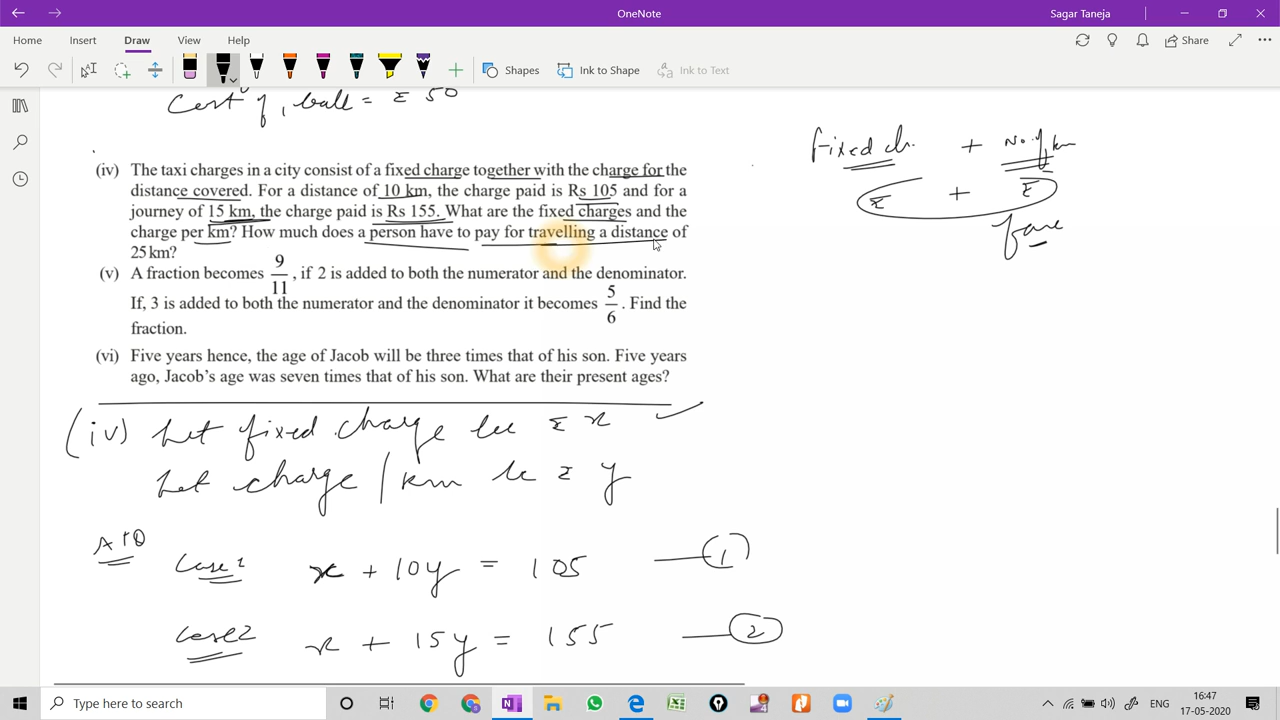 OneNote
Sagar Taneja
Home Insert Draw View Help
Share
Shapes
Ink to Shape
Ink to Text
Cost of 1 ball = ₹ 50
(iv) The taxi charges in a city consist of a fixed charge together with the charge for the
distance covered. For a distance of 10 km, the charge paid is Rs 105 and for a
journey of 15 km, the charge paid is Rs 155. What are the fixed charges and the
charge per km? How much does a person have to pay for travelling a distance of
25 km?
(v) A fraction becomes 9/11, if 2 is added to both the numerator and the denominator.
If, 3 is added to both the numerator and the denominator it becomes 5/6. Find the
fraction.
(vi) Five years hence, the age of Jacob will be three times that of his son. Five years
ago, Jacob's age was seven times that of his son. What are their present ages?
fixed ch. + No. of km
₹ + ₹
fare
(iv) Let fixed charge be ₹ x
Let charge / km be ₹ y
ATQ
Case 1 x + 10y = 105 — 1
Case 2 x + 15y = 155 — 2
Type here to search
ENG
16:47
17-05-2020